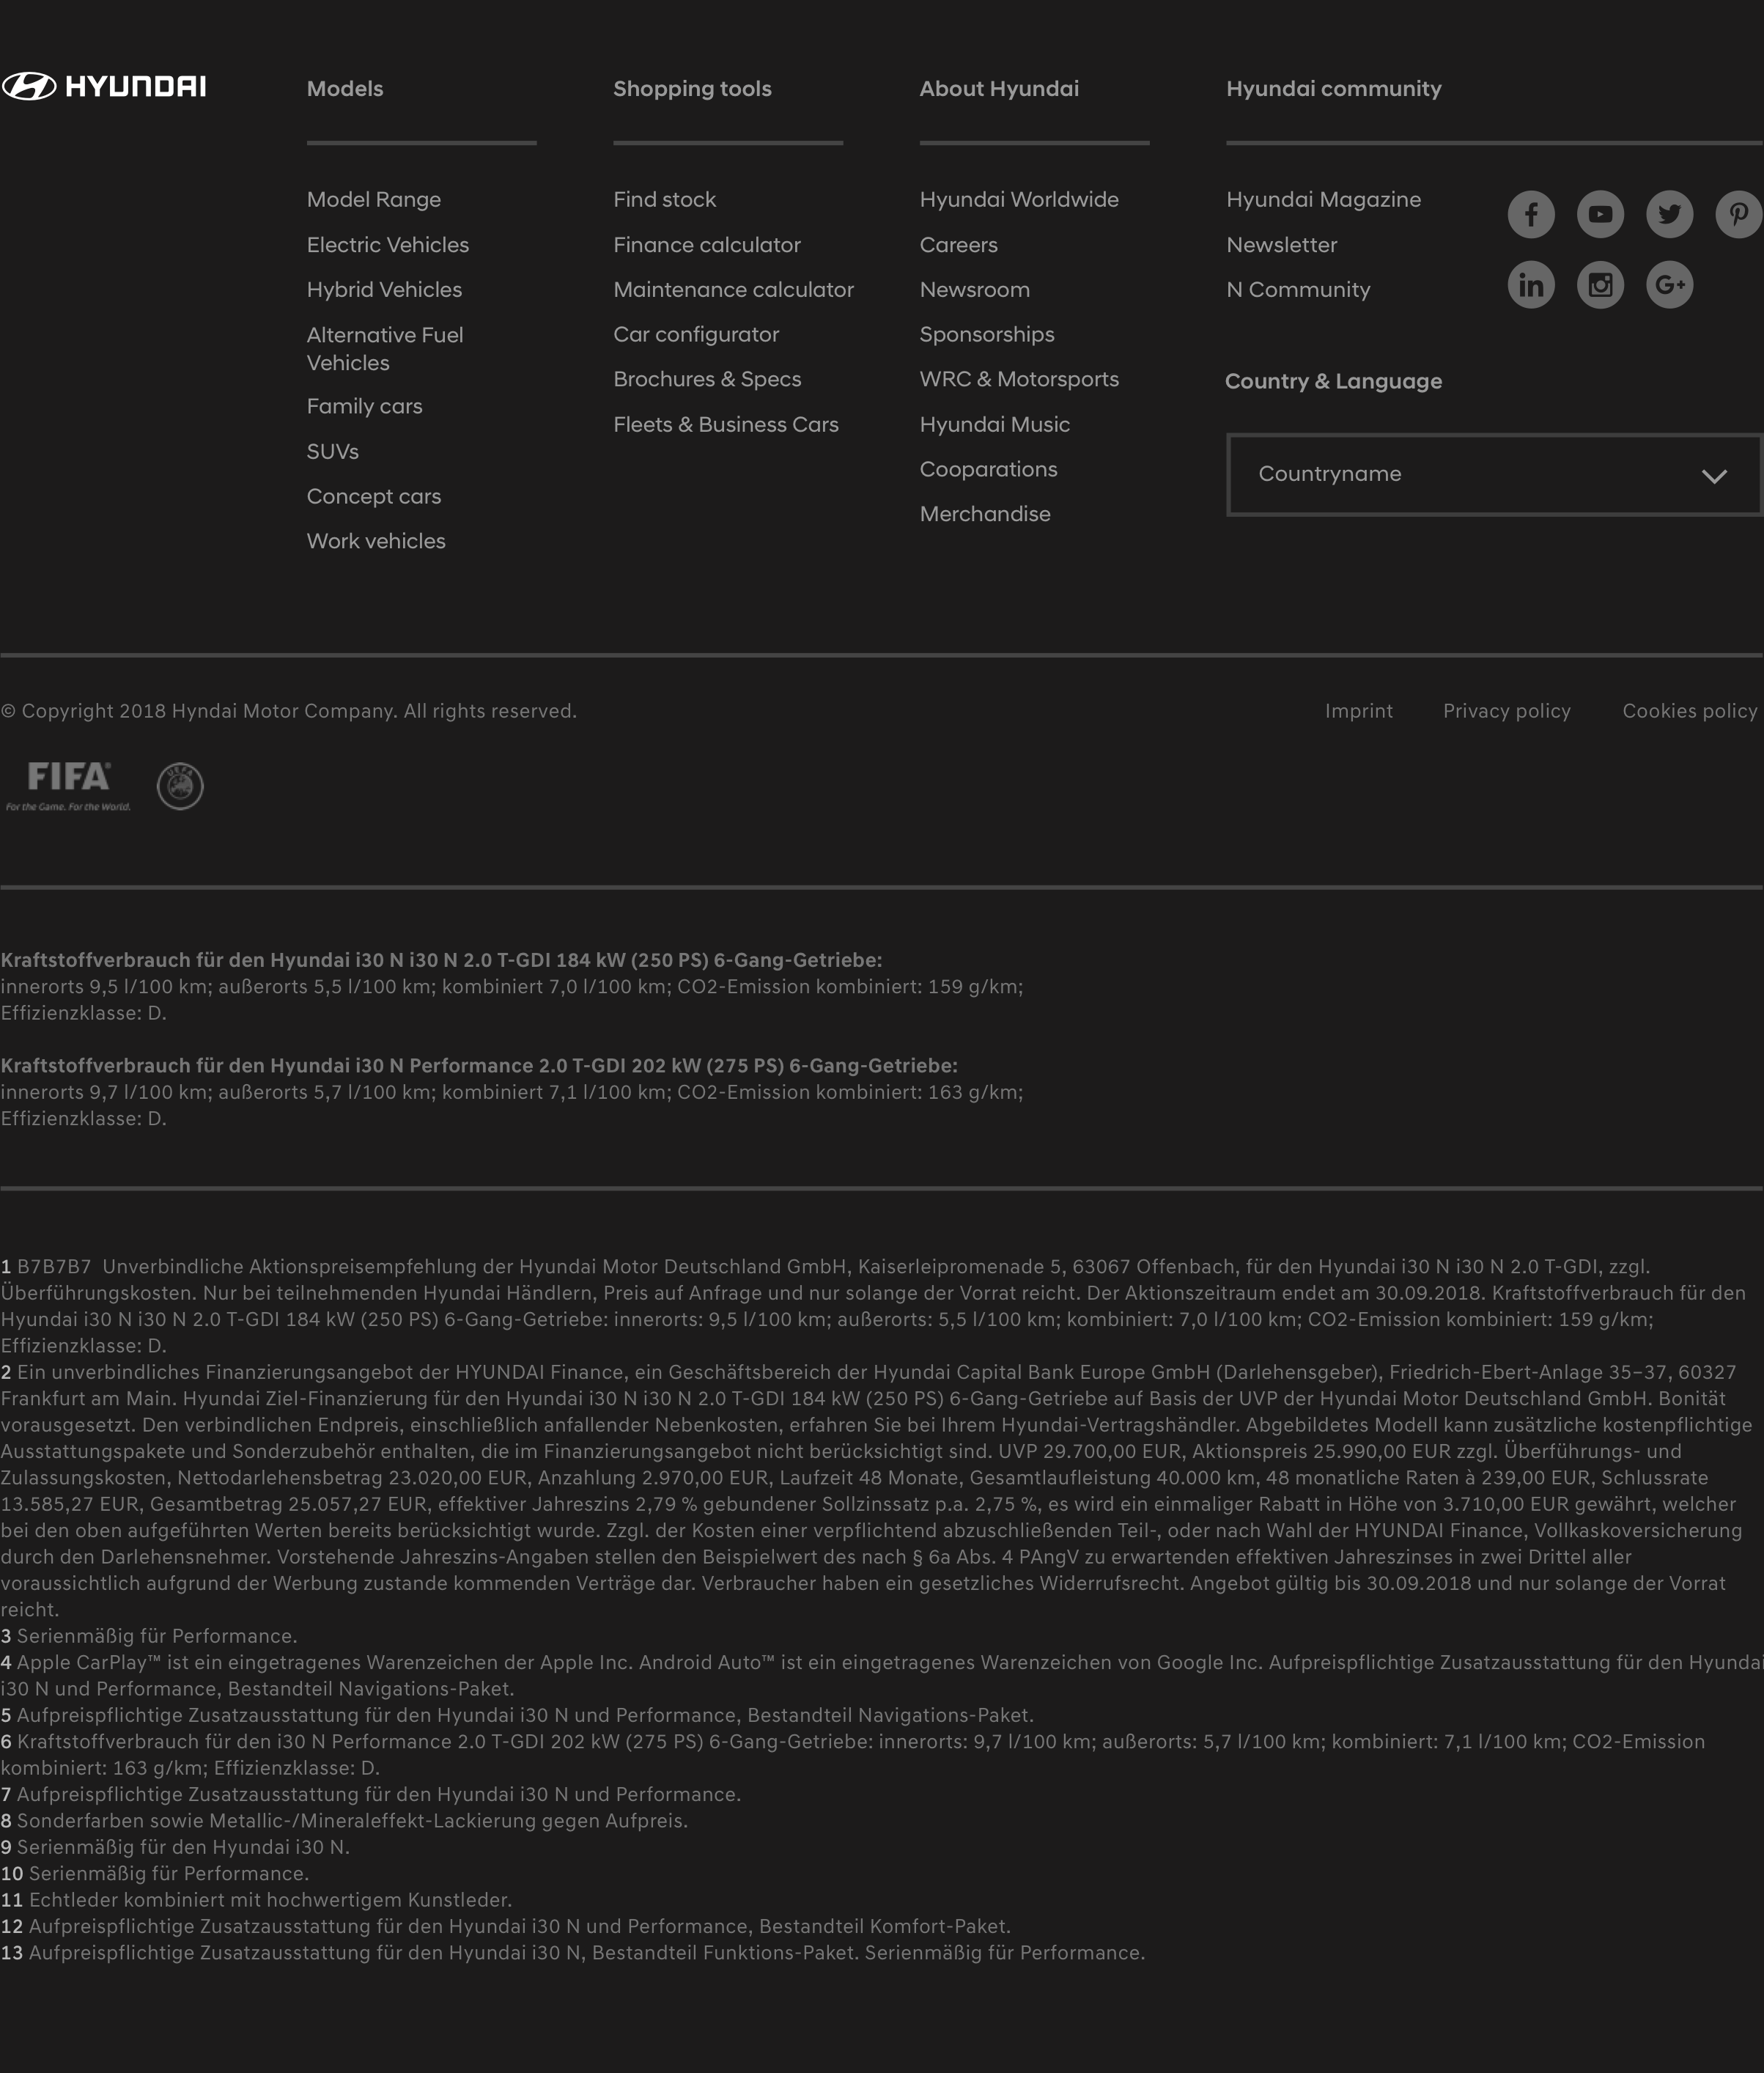 HYUNDAI
Models
Model Range
Electric Vehicles
Hybrid Vehicles
Alternative Fuel
Vehicles
Family cars
SUVs
Concept cars
Work vehicles
Shopping tools
Find stock
Finance calculator
Maintenance calculator
Car configurator
Brochures & Specs
Fleets & Business Cars
About Hyundai
Hyundai Worldwide
Careers
Newsroom
Sponsorships
WRC & Motorsports
Hyundai Music
Cooparations
Merchandise
Hyundai community
Hyundai Magazine
Newsletter
N Community
Country & Language
Countryname
© Copyright 2018 Hyndai Motor Company. All rights reserved.
Imprint
Privacy policy
Cookies policy
FIFA®
For the Game. For the World.
UEFA
Kraftstoffverbrauch für den Hyundai i30 N i30 N 2.0 T-GDI 184 kW (250 PS) 6-Gang-Getriebe:
innerorts 9,5 l/100 km; außerorts 5,5 l/100 km; kombiniert 7,0 l/100 km; CO2-Emission kombiniert: 159 g/km;
Effizienzklasse: D.
Kraftstoffverbrauch für den Hyundai i30 N Performance 2.0 T-GDI 202 kW (275 PS) 6-Gang-Getriebe:
innerorts 9,7 l/100 km; außerorts 5,7 l/100 km; kombiniert 7,1 l/100 km; CO2-Emission kombiniert: 163 g/km;
Effizienzklasse: D.
1 B7B7B7 Unverbindliche Aktionspreisempfehlung der Hyundai Motor Deutschland GmbH, Kaiserleipromenade 5, 63067 Offenbach, für den Hyundai i30 N i30 N 2.0 T-GDI, zzgl.
Überführungskosten. Nur bei teilnehmenden Hyundai Händlern, Preis auf Anfrage und nur solange der Vorrat reicht. Der Aktionszeitraum endet am 30.09.2018. Kraftstoffverbrauch für den
Hyundai i30 N i30 N 2.0 T-GDI 184 kW (250 PS) 6-Gang-Getriebe: innerorts: 9,5 l/100 km; außerorts: 5,5 l/100 km; kombiniert: 7,0 l/100 km; CO2-Emission kombiniert: 159 g/km;
Effizienzklasse: D.
2 Ein unverbindliches Finanzierungsangebot der HYUNDAI Finance, ein Geschäftsbereich der Hyundai Capital Bank Europe GmbH (Darlehensgeber), Friedrich-Ebert-Anlage 35–37, 60327
Frankfurt am Main. Hyundai Ziel-Finanzierung für den Hyundai i30 N i30 N 2.0 T-GDI 184 kW (250 PS) 6-Gang-Getriebe auf Basis der UVP der Hyundai Motor Deutschland GmbH. Bonität
vorausgesetzt. Den verbindlichen Endpreis, einschließlich anfallender Nebenkosten, erfahren Sie bei Ihrem Hyundai-Vertragshändler. Abgebildetes Modell kann zusätzliche kostenpflichtige
Ausstattungspakete und Sonderzubehör enthalten, die im Finanzierungsangebot nicht berücksichtigt sind. UVP 29.700,00 EUR, Aktionspreis 25.990,00 EUR zzgl. Überführungs- und
Zulassungskosten, Nettodarlehensbetrag 23.020,00 EUR, Anzahlung 2.970,00 EUR, Laufzeit 48 Monate, Gesamtlaufleistung 40.000 km, 48 monatliche Raten à 239,00 EUR, Schlussrate
13.585,27 EUR, Gesamtbetrag 25.057,27 EUR, effektiver Jahreszins 2,79 % gebundener Sollzinssatz p.a. 2,75 %, es wird ein einmaliger Rabatt in Höhe von 3.710,00 EUR gewährt, welcher
bei den oben aufgeführten Werten bereits berücksichtigt wurde. Zzgl. der Kosten einer verpflichtend abzuschließenden Teil-, oder nach Wahl der HYUNDAI Finance, Vollkaskoversicherung
durch den Darlehensnehmer. Vorstehende Jahreszins-Angaben stellen den Beispielwert des nach § 6a Abs. 4 PAngV zu erwartenden effektiven Jahreszinses in zwei Drittel aller
voraussichtlich aufgrund der Werbung zustande kommenden Verträge dar. Verbraucher haben ein gesetzliches Widerrufsrecht. Angebot gültig bis 30.09.2018 und nur solange der Vorrat
reicht.
3 Serienmäßig für Performance.
4 Apple CarPlay™ ist ein eingetragenes Warenzeichen der Apple Inc. Android Auto™ ist ein eingetragenes Warenzeichen von Google Inc. Aufpreispflichtige Zusatzausstattung für den Hyundai
i30 N und Performance, Bestandteil Navigations-Paket.
5 Aufpreispflichtige Zusatzausstattung für den Hyundai i30 N und Performance, Bestandteil Navigations-Paket.
6 Kraftstoffverbrauch für den i30 N Performance 2.0 T-GDI 202 kW (275 PS) 6-Gang-Getriebe: innerorts: 9,7 l/100 km; außerorts: 5,7 l/100 km; kombiniert: 7,1 l/100 km; CO2-Emission
kombiniert: 163 g/km; Effizienzklasse: D.
7 Aufpreispflichtige Zusatzausstattung für den Hyundai i30 N und Performance.
8 Sonderfarben sowie Metallic-/Mineraleffekt-Lackierung gegen Aufpreis.
9 Serienmäßig für den Hyundai i30 N.
10 Serienmäßig für Performance.
11 Echtleder kombiniert mit hochwertigem Kunstleder.
12 Aufpreispflichtige Zusatzausstattung für den Hyundai i30 N und Performance, Bestandteil Komfort-Paket.
13 Aufpreispflichtige Zusatzausstattung für den Hyundai i30 N, Bestandteil Funktions-Paket. Serienmäßig für Performance.